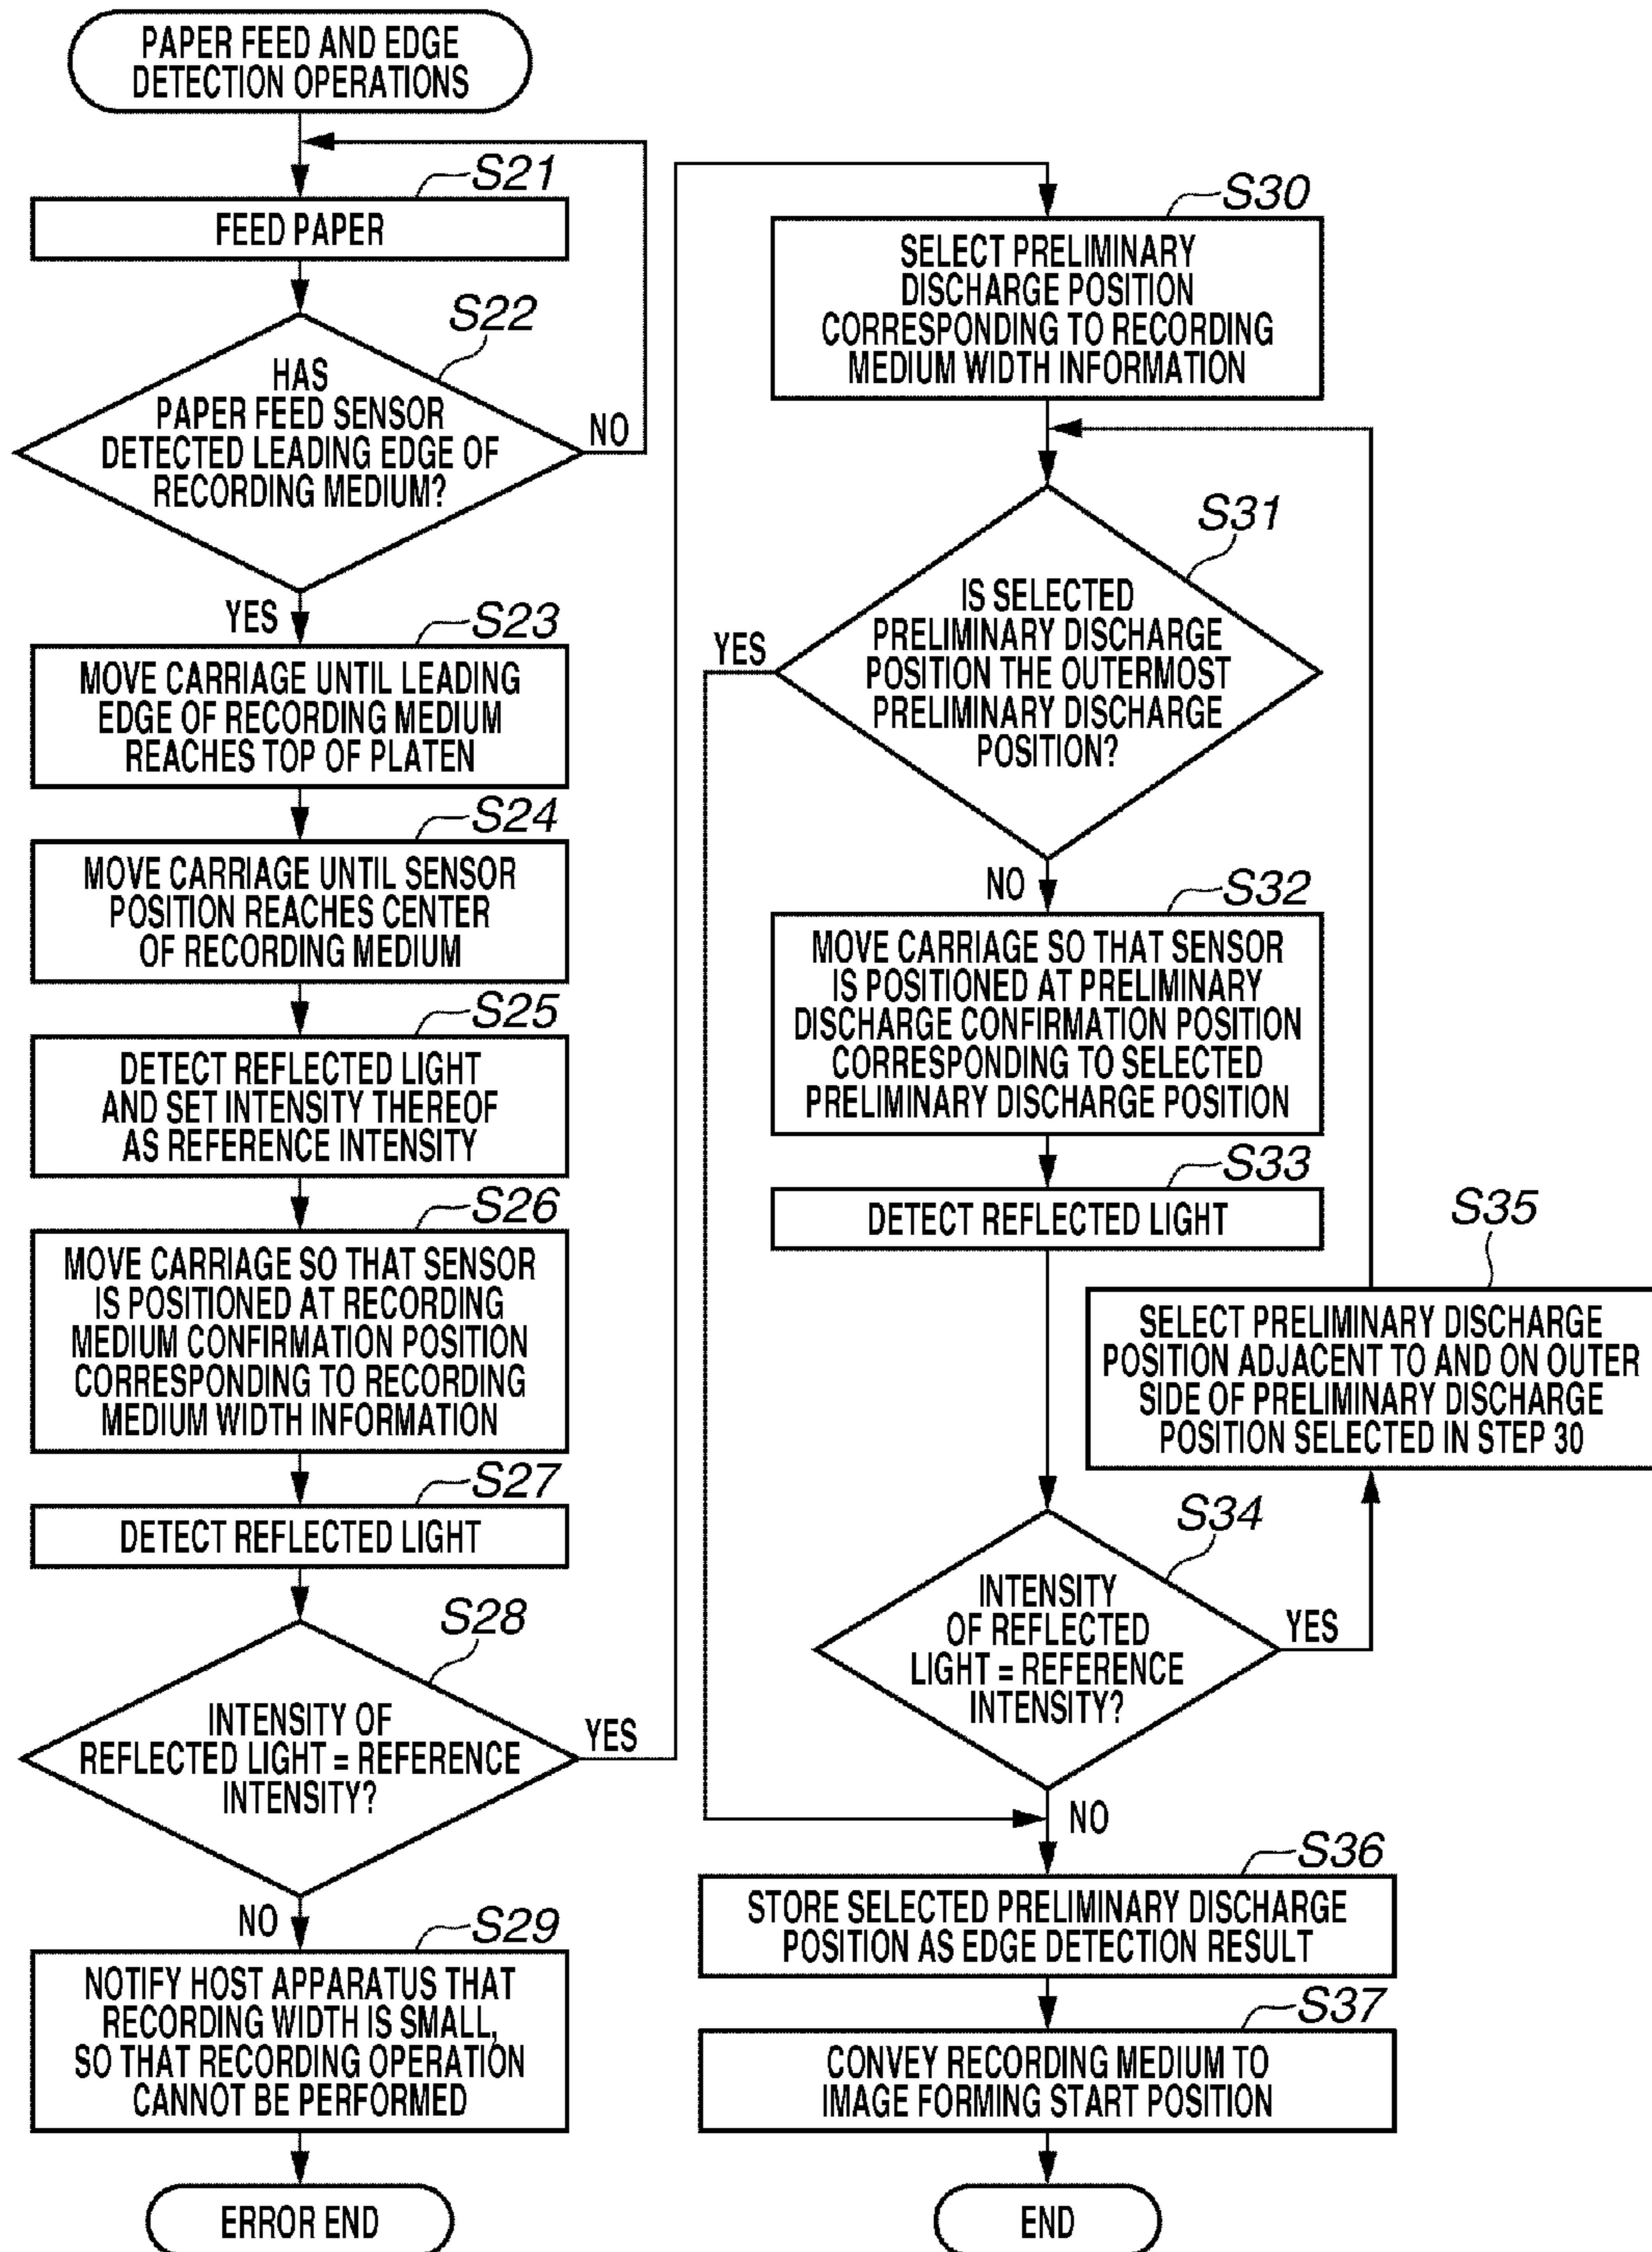 PAPER FEED AND EDGE
DETECTION OPERATIONS
S21
FEED PAPER
S22
HAS
PAPER FEED SENSOR
DETECTED LEADING EDGE OF
RECORDING MEDIUM?
NO
YES
S23
MOVE CARRIAGE UNTIL LEADING
EDGE OF RECORDING MEDIUM
REACHES TOP OF PLATEN
S24
MOVE CARRIAGE UNTIL SENSOR
POSITION REACHES CENTER
OF RECORDING MEDIUM
S25
DETECT REFLECTED LIGHT
AND SET INTENSITY THEREOF
AS REFERENCE INTENSITY
S26
MOVE CARRIAGE SO THAT SENSOR
IS POSITIONED AT RECORDING
MEDIUM CONFIRMATION POSITION
CORRESPONDING TO RECORDING
MEDIUM WIDTH INFORMATION
S27
DETECT REFLECTED LIGHT
S28
INTENSITY OF
REFLECTED LIGHT = REFERENCE
INTENSITY?
YES
NO
S29
NOTIFY HOST APPARATUS THAT
RECORDING WIDTH IS SMALL,
SO THAT RECORDING OPERATION
CANNOT BE PERFORMED
ERROR END
S30
SELECT PRELIMINARY
DISCHARGE POSITION
CORRESPONDING TO RECORDING
MEDIUM WIDTH INFORMATION
S31
IS SELECTED
PRELIMINARY DISCHARGE
POSITION THE OUTERMOST
PRELIMINARY DISCHARGE
POSITION?
YES
NO
S32
MOVE CARRIAGE SO THAT SENSOR
IS POSITIONED AT PRELIMINARY
DISCHARGE CONFIRMATION POSITION
CORRESPONDING TO SELECTED
PRELIMINARY DISCHARGE POSITION
S33
DETECT REFLECTED LIGHT
S35
SELECT PRELIMINARY DISCHARGE
POSITION ADJACENT TO AND ON OUTER
SIDE OF PRELIMINARY DISCHARGE
POSITION SELECTED IN STEP 30
S34
INTENSITY
OF REFLECTED
LIGHT = REFERENCE
INTENSITY?
YES
NO
S36
STORE SELECTED PRELIMINARY DISCHARGE
POSITION AS EDGE DETECTION RESULT
S37
CONVEY RECORDING MEDIUM TO
IMAGE FORMING START POSITION
END